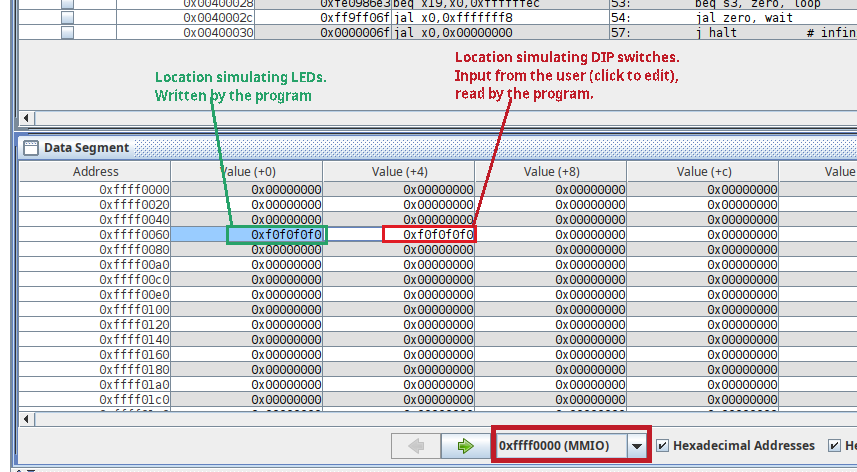 0x00400028 0xfe0986e3 beq x19,x0,0xffffffec 53: beq s3, zero, loop
0x0040002c 0xff9ff06f jal x0,0xfffffff8 54: jal zero, wait
0x00400030 0x0000006f jal x0,0x00000000 57: j halt # infin
Location simulating LEDs.
Written by the program
Location simulating DIP switches.
Input from the user (click to edit),
read by the program.
Data Segment
Address Value (+0) Value (+4) Value (+8) Value (+c) Value
0xffff0000 0x00000000 0x00000000 0x00000000 0x00000000
0xffff0020 0x00000000 0x00000000 0x00000000 0x00000000
0xffff0040 0x00000000 0x00000000 0x00000000 0x00000000
0xffff0060 0xf0f0f0f0 0xf0f0f0f0 0x00000000 0x00000000
0xffff0080 0x00000000 0x00000000 0x00000000 0x00000000
0xffff00a0 0x00000000 0x00000000 0x00000000 0x00000000
0xffff00c0 0x00000000 0x00000000 0x00000000 0x00000000
0xffff00e0 0x00000000 0x00000000 0x00000000 0x00000000
0xffff0100 0x00000000 0x00000000 0x00000000 0x00000000
0xffff0120 0x00000000 0x00000000 0x00000000 0x00000000
0xffff0140 0x00000000 0x00000000 0x00000000 0x00000000
0xffff0160 0x00000000 0x00000000 0x00000000 0x00000000
0xffff0180 0x00000000 0x00000000 0x00000000 0x00000000
0xffff01a0 0x00000000 0x00000000 0x00000000 0x00000000
0xffff01c0 0x00000000 0x00000000 0x00000000 0x00000000
0xffff0000 (MMIO) Hexadecimal Addresses He